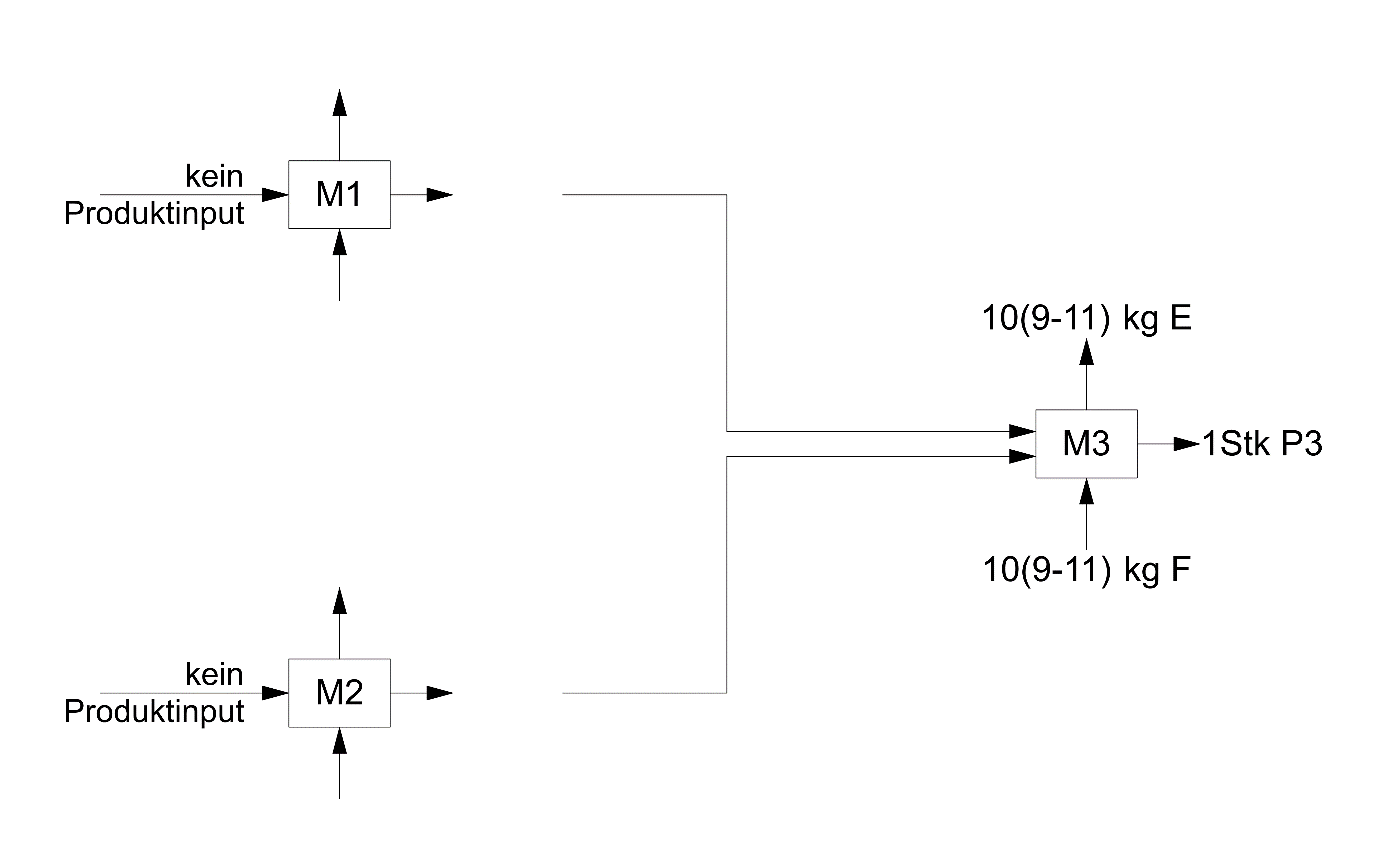 kein
Produktinput
M1
10(9-11) kg E
M3
1Stk P3
10(9-11) kg F
kein
Produktinput
M2